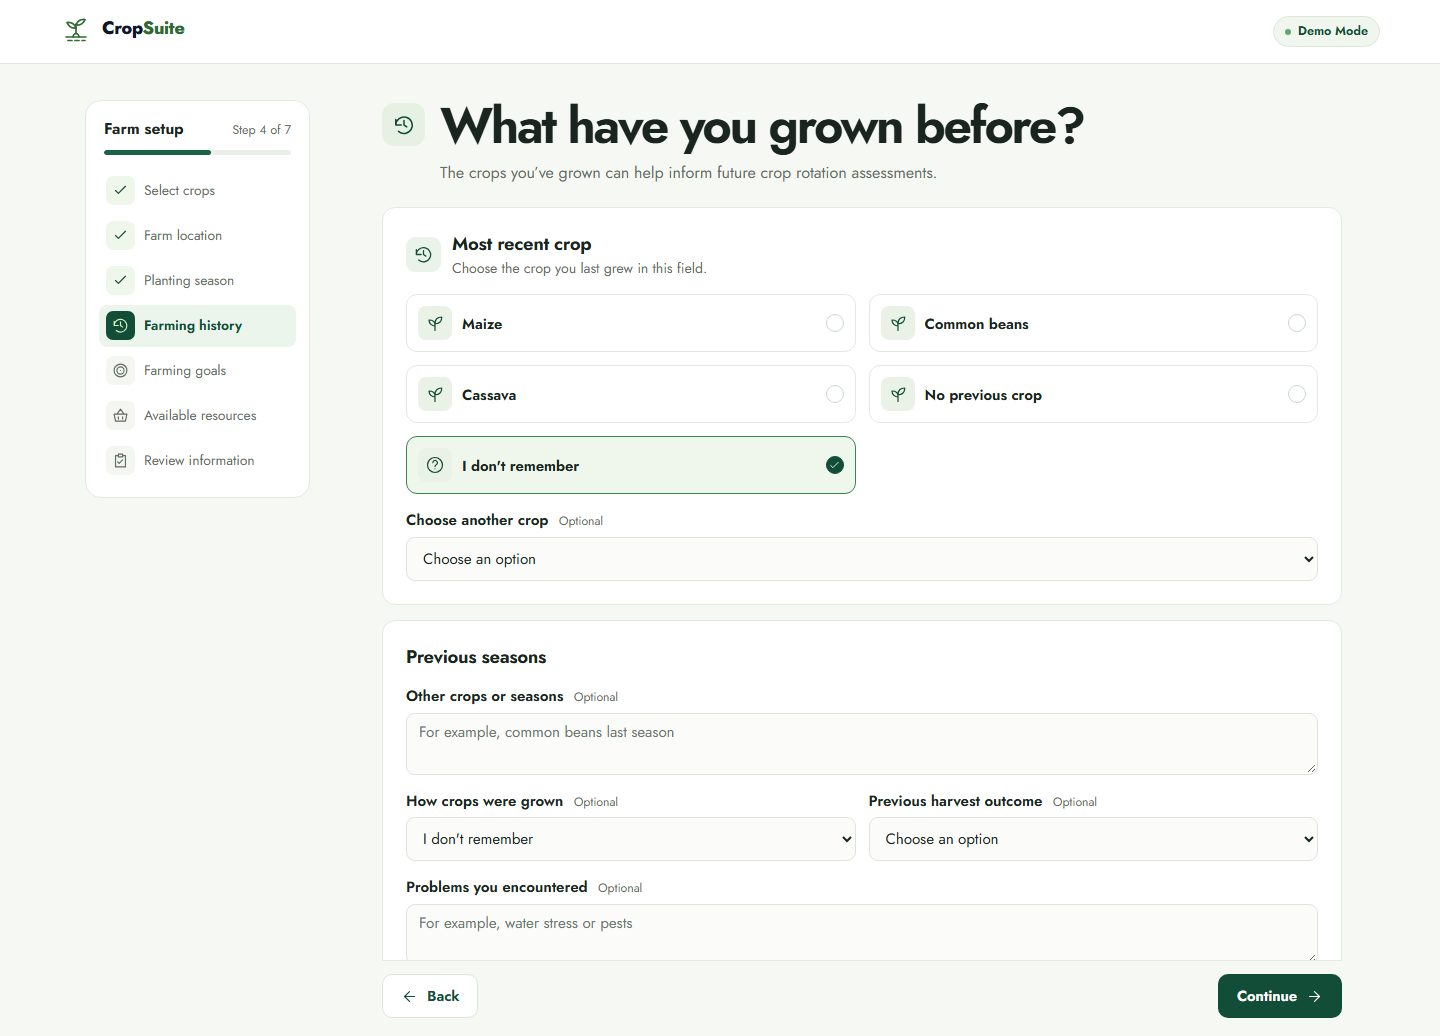 CropSuite
Demo Mode
Farm setup
Step 4 of 7
Select crops
Farm location
Planting season
Farming history
Farming goals
Available resources
Review information
What have you grown before?
The crops you’ve grown can help inform future crop rotation assessments.
Most recent crop
Choose the crop you last grew in this field.
Maize
Common beans
Cassava
No previous crop
I don't remember
Choose another crop Optional
Choose an option
Previous seasons
Other crops or seasons Optional
For example, common beans last season
How crops were grown Optional
I don't remember
Previous harvest outcome Optional
Choose an option
Problems you encountered Optional
For example, water stress or pests
Back
Continue